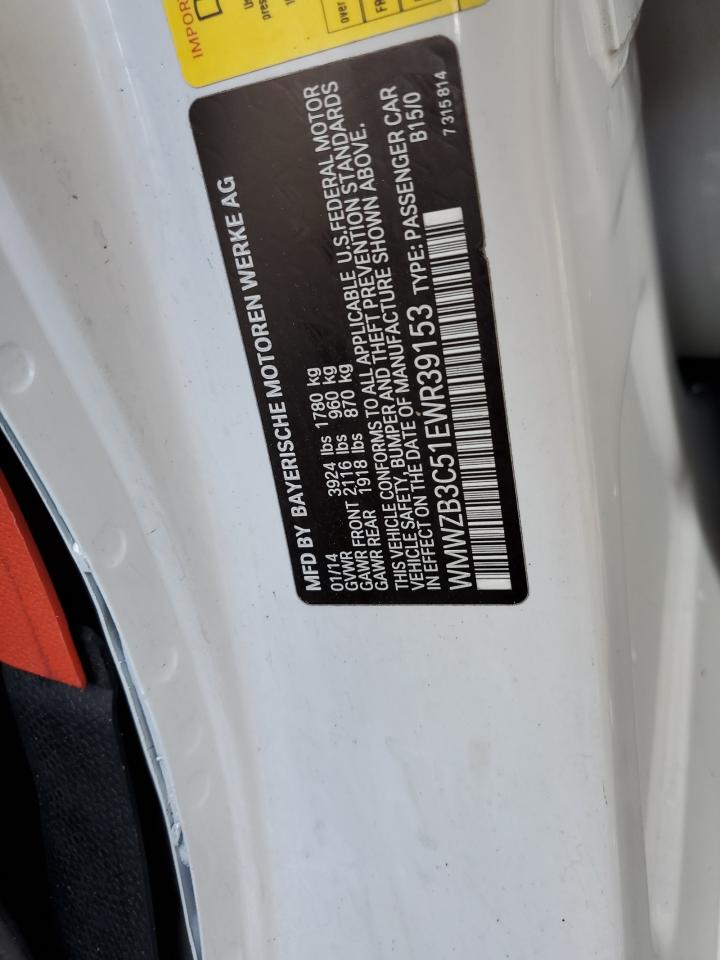 IMPOR
over
FR
MFD BY BAYERISCHE MOTOREN WERKE AG
01/14 3924 lbs 1780 kg
GVWR
GAWR FRONT 2116 lbs 960 kg
GAWR REAR 1918 lbs 870 kg
THIS VEHICLE CONFORMS TO ALL APPLICABLE U.S.FEDERAL MOTOR
VEHICLE SAFETY, BUMPER AND THEFT PREVENTION STANDARDS
IN EFFECT ON THE DATE OF MANUFACTURE SHOWN ABOVE.
WMWZB3C51EWR39153 TYPE: PASSENGER CAR
B15/0
7 315 814